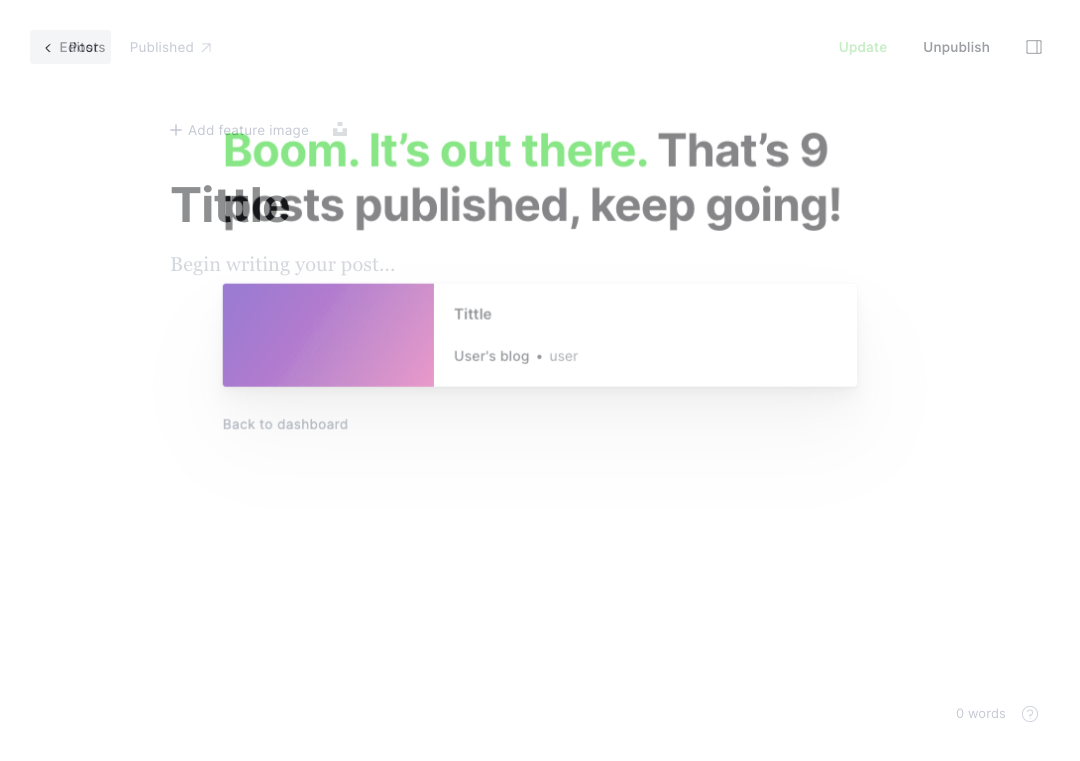 Editor
Posts
Published
Update
Unpublish
Add feature image
Boom. It’s out there. That’s 9
posts published, keep going!
Tittle
Begin writing your post...
Tittle
User's blog • user
Back to dashboard
0 words